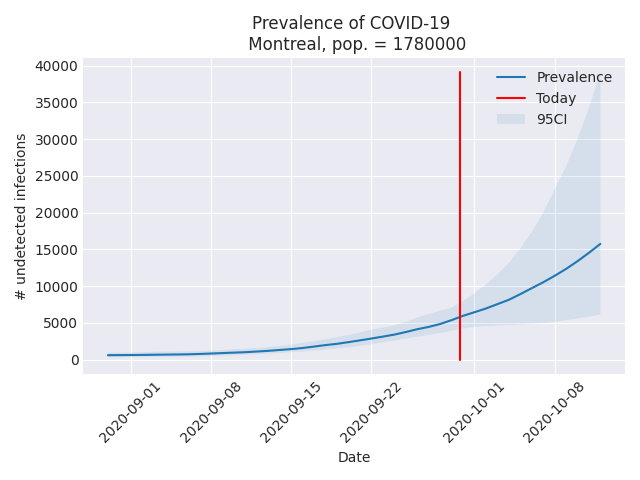 Prevalence of COVID-19
Montreal, pop. = 1780000
Prevalence
Today
95CI
# undetected infections
40000
35000
30000
25000
20000
15000
10000
5000
0
2020-09-01
2020-09-08
2020-09-15
2020-09-22
2020-10-01
2020-10-08
Date